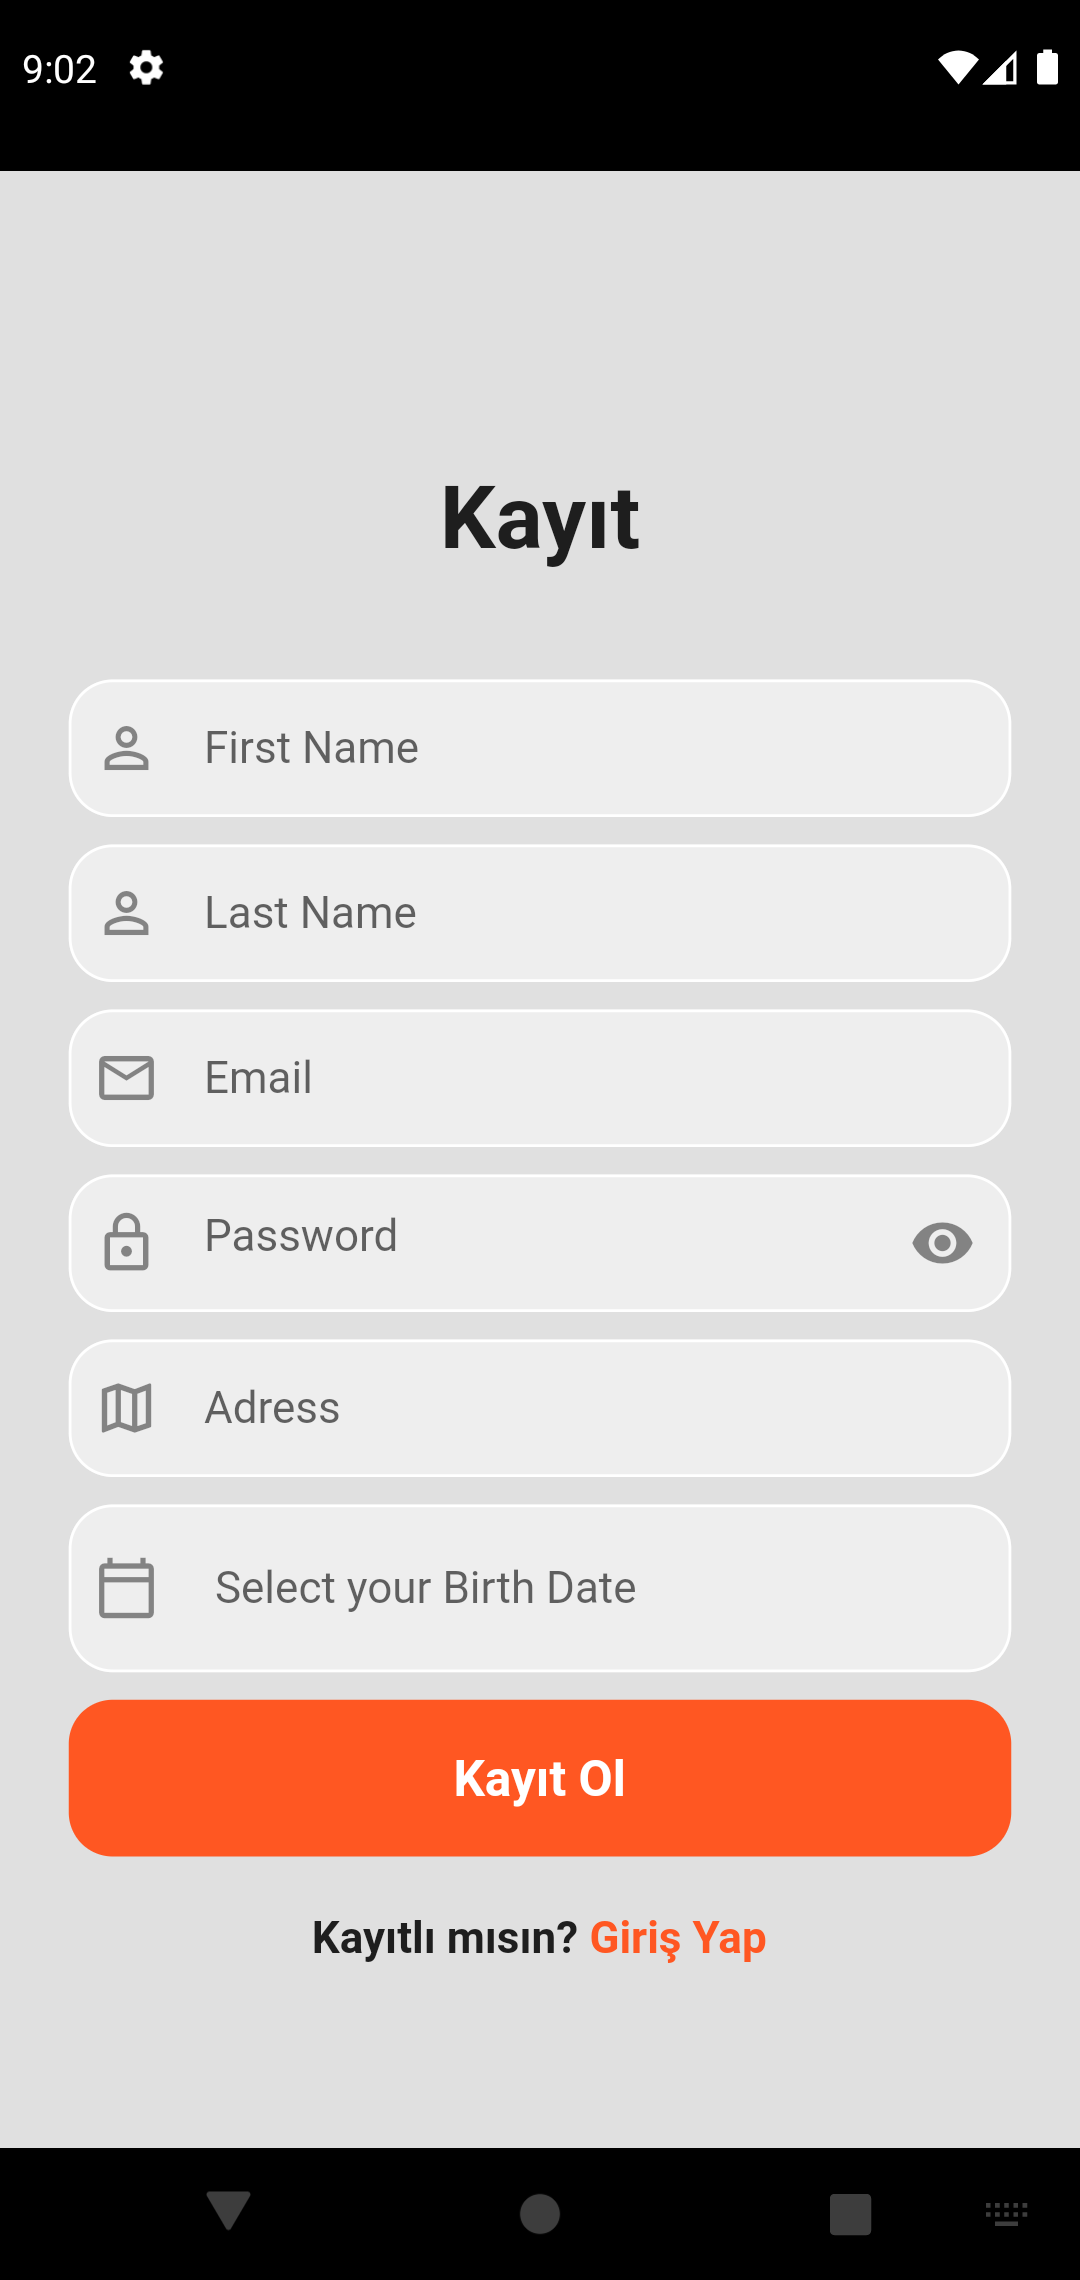 9:02
Kayıt
First Name
Last Name
Email
Password
Adress
Select your Birth Date
Kayıt Ol
Kayıtlı mısın? Giriş Yap